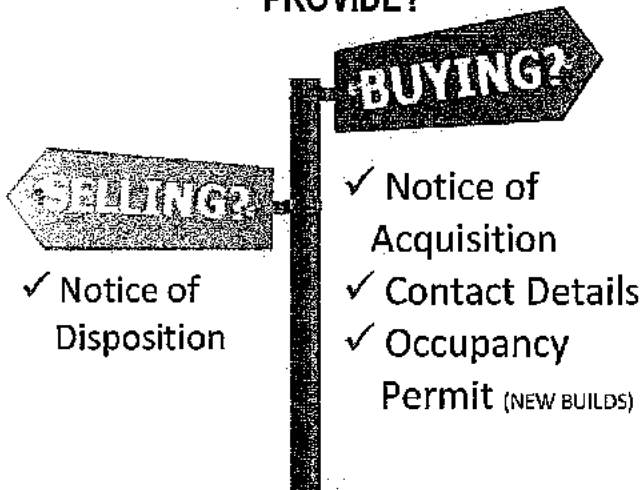 PROVIDE?
BUYING?
SELLING?
✓ Notice of
Disposition
✓ Notice of
Acquisition
✓ Contact Details
✓ Occupancy
Permit (NEW BUILDS)